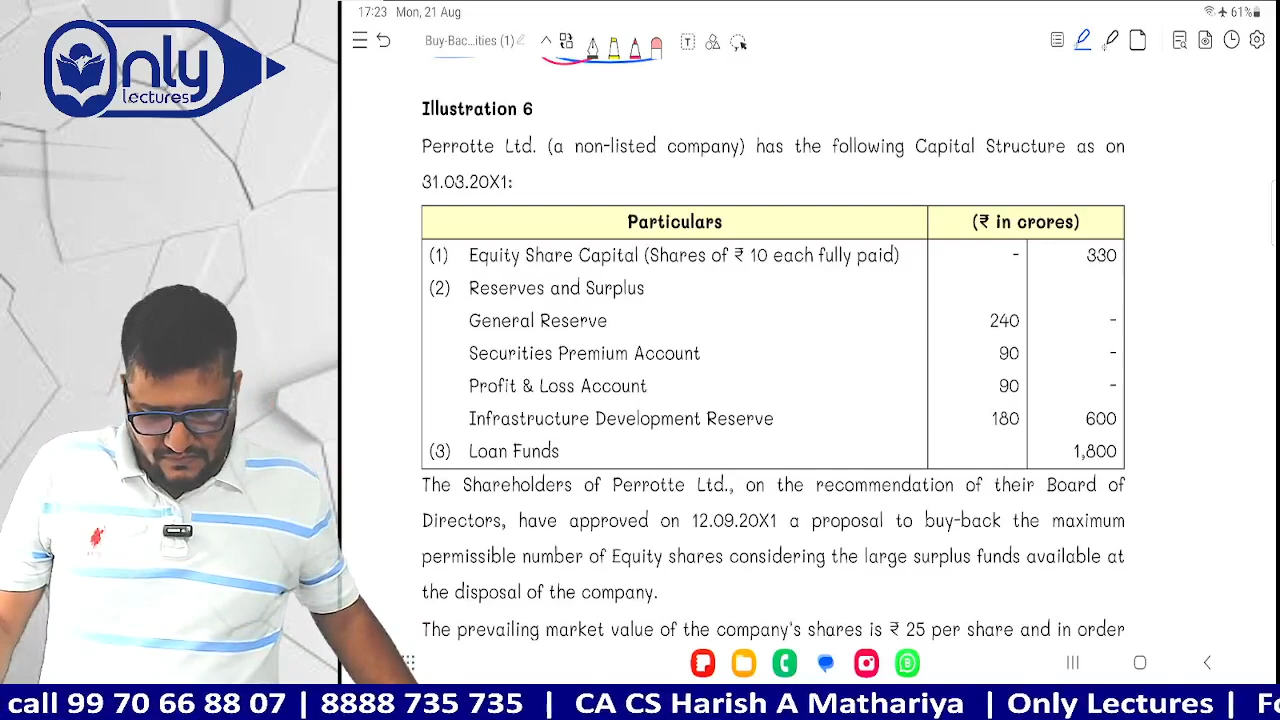 nly
lectures
17:23 Mon, 21 Aug
61%
Buy-Bac...ities (1)
Illustration 6
Perrotte Ltd. (a non-listed company) has the following Capital Structure as on
31.03.20X1:
Particulars (₹ in crores)
(1) Equity Share Capital (Shares of ₹ 10 each fully paid) - 330
(2) Reserves and Surplus
General Reserve 240 -
Securities Premium Account 90 -
Profit & Loss Account 90 -
Infrastructure Development Reserve 180 600
(3) Loan Funds 1,800
The Shareholders of Perrotte Ltd., on the recommendation of their Board of
Directors, have approved on 12.09.20X1 a proposal to buy-back the maximum
permissible number of Equity shares considering the large surplus funds available at
the disposal of the company.
The prevailing market value of the company's shares is ₹ 25 per share and in order
call 99 70 66 88 07 | 8888 735 735 | CA CS Harish A Mathariya | Only Lectures | Fo